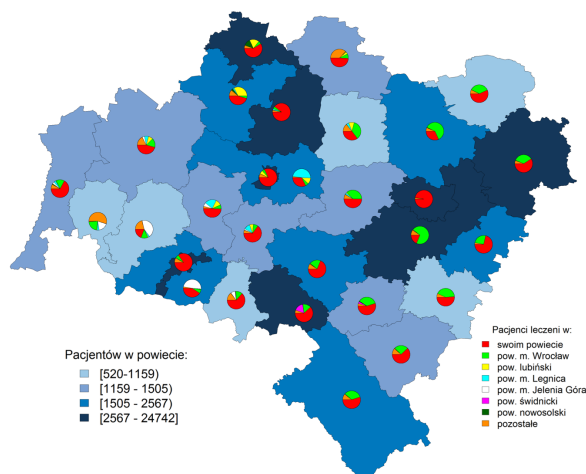 Pacjentów w powiecie:
[520-1159)
[1159 - 1505)
[1505 - 2567)
[2567 - 24742]
Pacjenci leczeni w:
swoim powiecie
pow. m. Wrocław
pow. lubiński
pow. m. Legnica
pow. m. Jelenia Góra
pow. świdnicki
pow. nowosolski
pozostałe